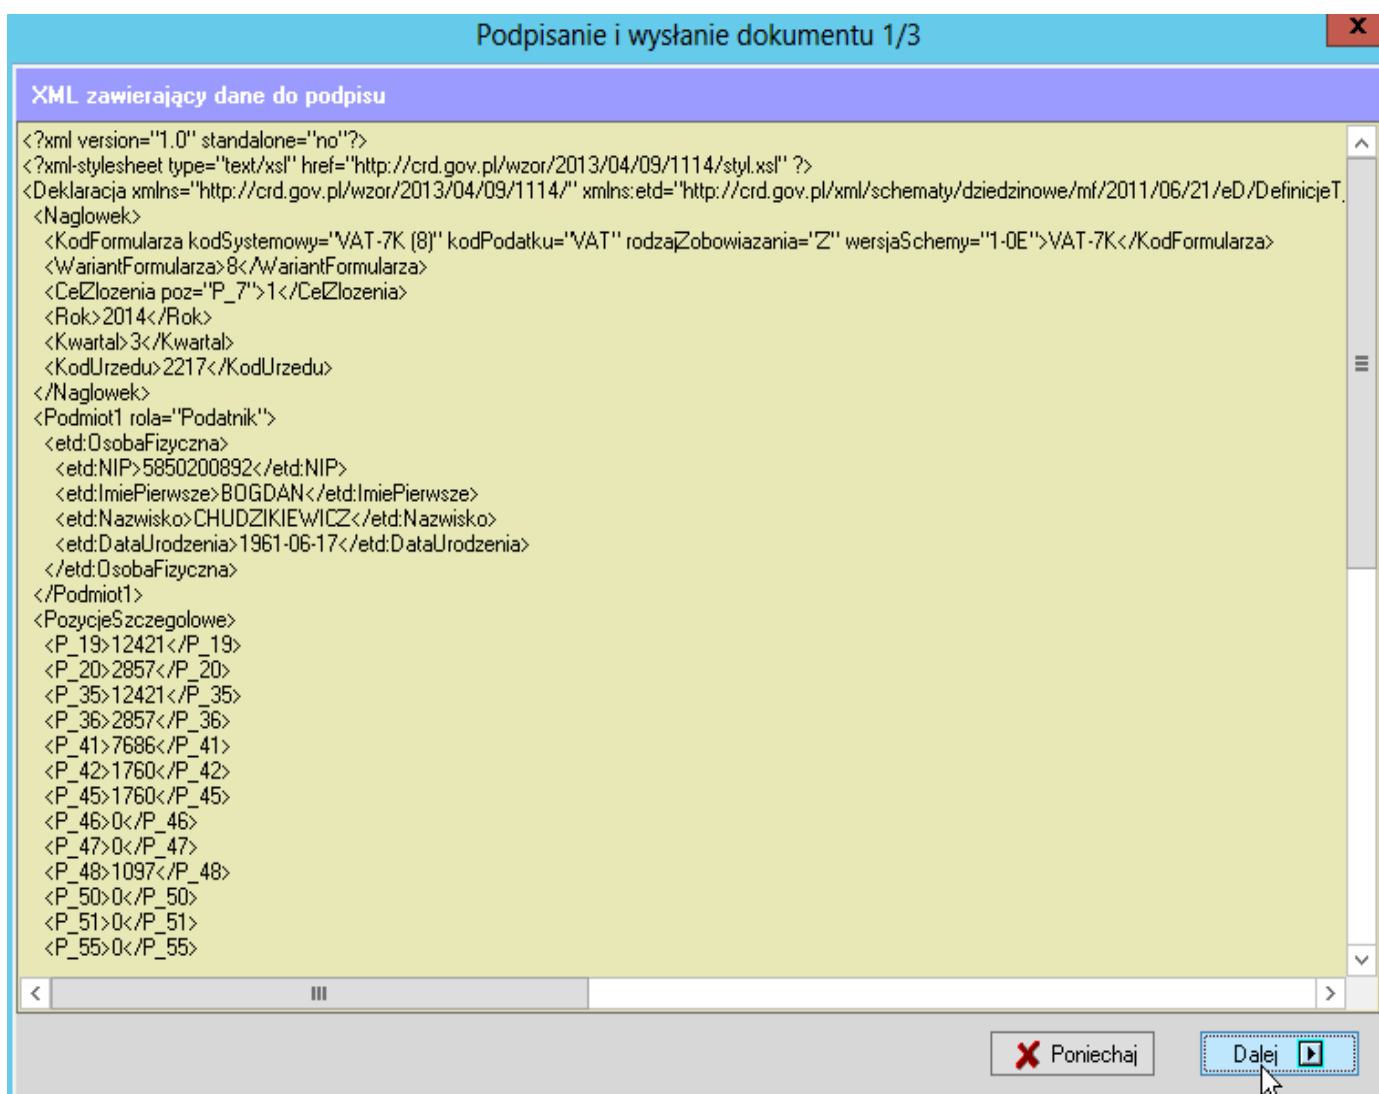 Podpisanie i wysłanie dokumentu 1/3
x
XML zawierający dane do podpisu
<?xml version="1.0" standalone="no"?>
<?xml-stylesheet type="text/xsl" href="http://crd.gov.pl/wzor/2013/04/09/1114/styl.xsl" ?>
<Deklaracja xmlns="http://crd.gov.pl/wzor/2013/04/09/1114/" xmlns:etd="http://crd.gov.pl/xml/schematy/dziedzinowe/mf/2011/06/21/eD/DefinicjeT
<Naglowek>
<KodFormularza kodSystemowy="VAT-7K (8)" kodPodatku="VAT" rodzajZobowiazania="Z" wersjaSchemy="1-0E">VAT-7K</KodFormularza>
<WariantFormularza>8</WariantFormularza>
<CelZlozenia poz="P_7">1</CelZlozenia>
<Rok>2014</Rok>
<Kwartal>3</Kwartal>
<KodUrzedu>2217</KodUrzedu>
</Naglowek>
<Podmiot1 rola="Podatnik">
<etd:OsobaFizyczna>
<etd:NIP>5850200892</etd:NIP>
<etd:ImiePierwsze>BOGDAN</etd:ImiePierwsze>
<etd:Nazwisko>CHUDZIKIEWICZ</etd:Nazwisko>
<etd:DataUrodzenia>1961-06-17</etd:DataUrodzenia>
</etd:OsobaFizyczna>
</Podmiot1>
<PozycjeSzczegolowe>
<P_19>12421</P_19>
<P_20>2857</P_20>
<P_35>12421</P_35>
<P_36>2857</P_36>
<P_41>7686</P_41>
<P_42>1760</P_42>
<P_45>1760</P_45>
<P_46>0</P_46>
<P_47>0</P_47>
<P_48>1097</P_48>
<P_50>0</P_50>
<P_51>0</P_51>
<P_55>0</P_55>
Poniechaj
Dalej